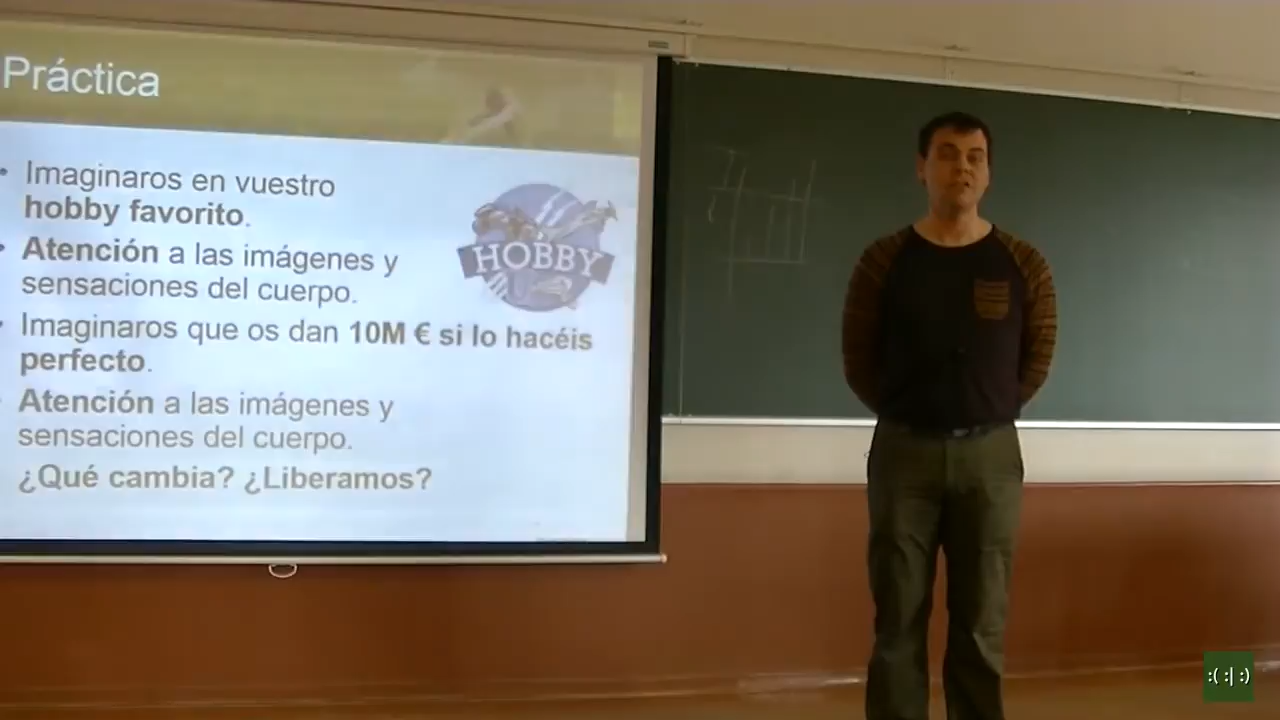 Práctica
• Imaginaros en vuestro
hobby favorito.
• Atención a las imágenes y
sensaciones del cuerpo.
HOBBY
• Imaginaros que os dan 10M € si lo hacéis
perfecto.
• Atención a las imágenes y
sensaciones del cuerpo.
¿Qué cambia? ¿Liberamos?
:( :| :)